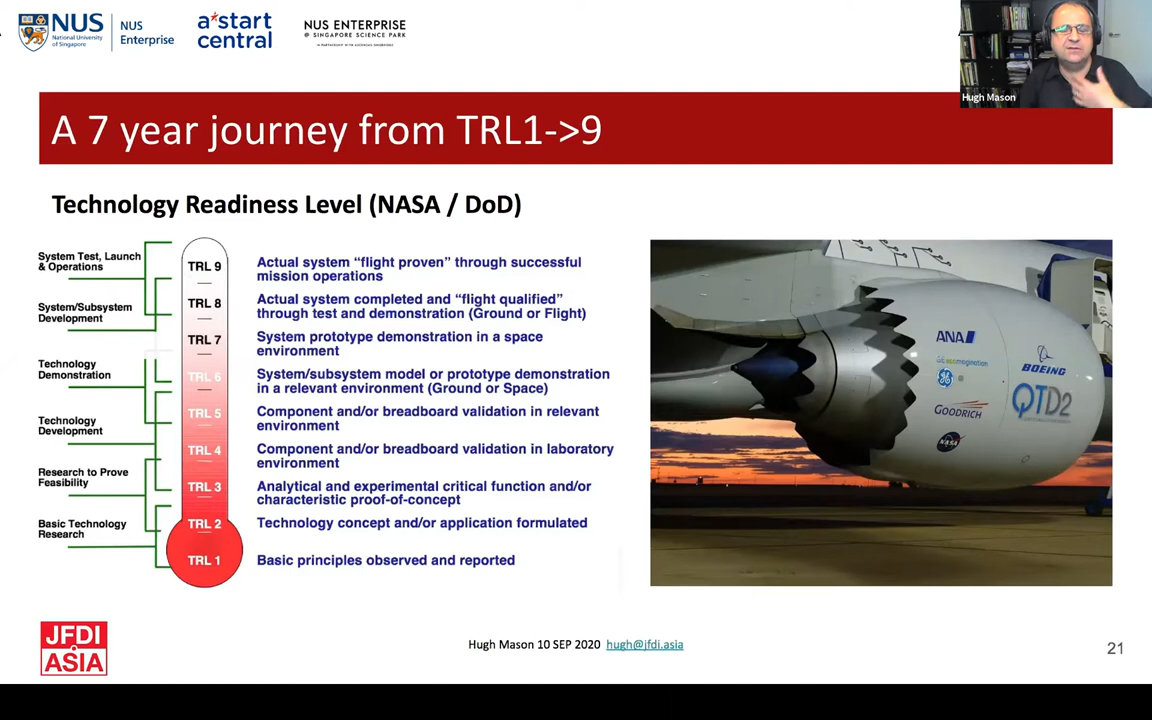 NUS
National University
of Singapore
NUS
Enterprise
a*start
central
NUS ENTERPRISE
@ SINGAPORE SCIENCE PARK
Hugh Mason
A 7 year journey from TRL1->9
Technology Readiness Level (NASA / DoD)
System Test, Launch
& Operations
System/Subsystem
Development
Technology
Demonstration
Technology
Development
Research to Prove
Feasibility
Basic Technology
Research
TRL 9
Actual system “flight proven” through successful
mission operations
TRL 8
Actual system completed and “flight qualified”
through test and demonstration (Ground or Flight)
TRL 7
System prototype demonstration in a space
environment
TRL 6
System/subsystem model or prototype demonstration
in a relevant environment (Ground or Space)
TRL 5
Component and/or breadboard validation in relevant
environment
TRL 4
Component and/or breadboard validation in laboratory
environment
TRL 3
Analytical and experimental critical function and/or
characteristic proof-of-concept
TRL 2
Technology concept and/or application formulated
TRL 1
Basic principles observed and reported
ANA
ecomagination
BOEING
QTD2
GOODRICH
NASA
JFDI
ASIA
Hugh Mason 10 SEP 2020 hugh@jfdi.asia
21